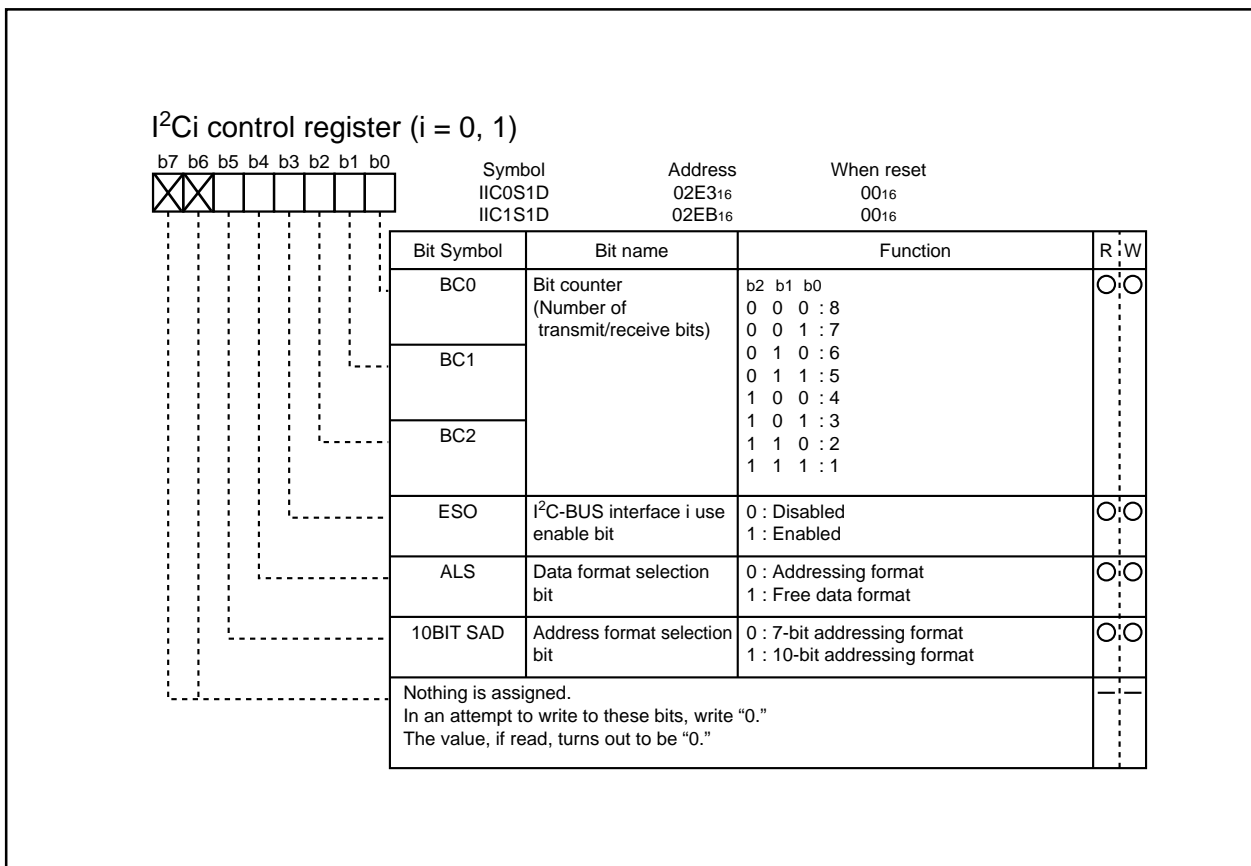 I²Ci control register (i = 0, 1)
b7 b6 b5 b4 b3 b2 b1 b0
Symbol Address When reset
IIC0S1D 02E3₁₆ 00₁₆
IIC1S1D 02EB₁₆ 00₁₆
Bit Symbol Bit name Function R W
BC0 Bit counter b2 b1 b0
(Number of 0 0 0 : 8
transmit/receive bits) 0 0 1 : 7
BC1 0 1 0 : 6
0 1 1 : 5
1 0 0 : 4
1 0 1 : 3
BC2 1 1 0 : 2
1 1 1 : 1
ESO I²C-BUS interface i use 0 : Disabled
enable bit 1 : Enabled
ALS Data format selection 0 : Addressing format
bit 1 : Free data format
10BIT SAD Address format selection 0 : 7-bit addressing format
bit 1 : 10-bit addressing format
Nothing is assigned. — —
In an attempt to write to these bits, write “0.”
The value, if read, turns out to be “0.”